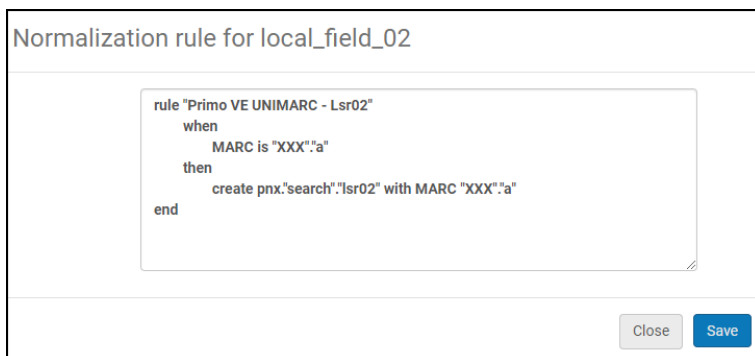 Normalization rule for local_field_02
rule "Primo VE UNIMARC - Lsr02"
when
MARC is "XXX"."a"
then
create pnx."search"."lsr02" with MARC "XXX"."a"
end
Close
Save